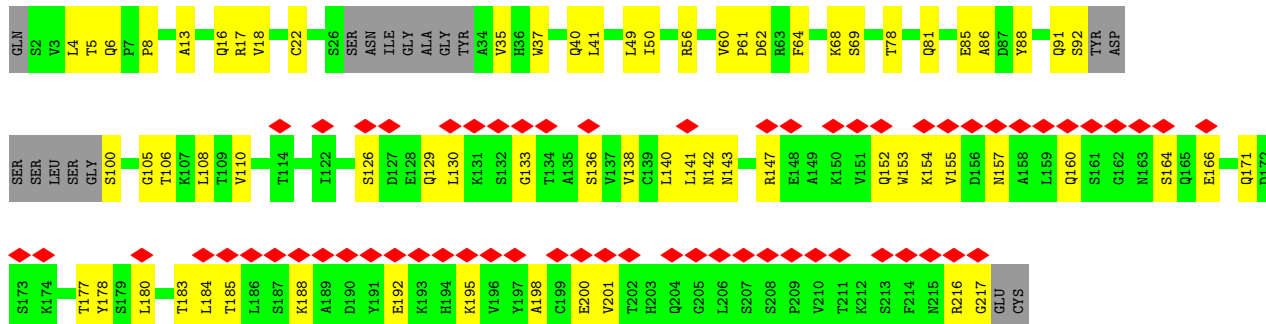 GLN S2 V3 L4 T5 Q6 P7 P8 A13 Q16 R17 V18 C22 S26 SER ASN ILE GLY ALA GLY TYR A34 V35 H36 W37 Q40 L41 L49 I50 R56 V60 P61 D62 R63 F64 K68 S69 T78 Q81 E85 A86 D87 Y88 Q91 S92 TYR ASP
SER SER LEU SER GLY S100 G105 T106 K107 L108 T109 V110 T114 I122 S126 D127 E128 Q129 L130 K131 S132 G133 T134 A135 S136 V137 V138 C139 L140 L141 N142 N143 R147 E148 A149 K150 V151 Q152 W153 K154 V155 D156 N157 A158 L159 Q160 S161 G162 N163 S164 Q165 E166 Q171 D172
S173 K174 T177 Y178 S179 L180 T183 L184 T185 L186 S187 K188 A189 D190 Y191 E192 K193 H194 K195 V196 Y197 A198 C199 E200 V201 T202 H203 Q204 G205 L206 S207 S208 P209 V210 T211 K212 S213 F214 N215 R216 G217 GLU CYS